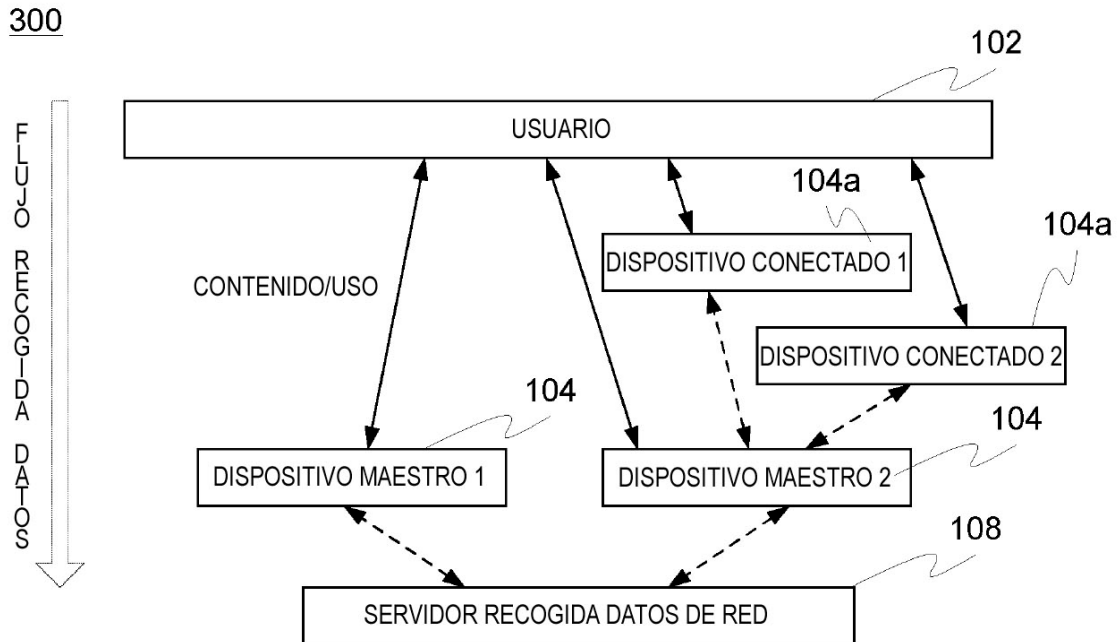 300
102
USUARIO
104a
104a
DISPOSITIVO CONECTADO 1
CONTENIDO/USO
DISPOSITIVO CONECTADO 2
104
104
DISPOSITIVO MAESTRO 1
DISPOSITIVO MAESTRO 2
108
SERVIDOR RECOGIDA DATOS DE RED
FLUJO RECOGIDA DATOS